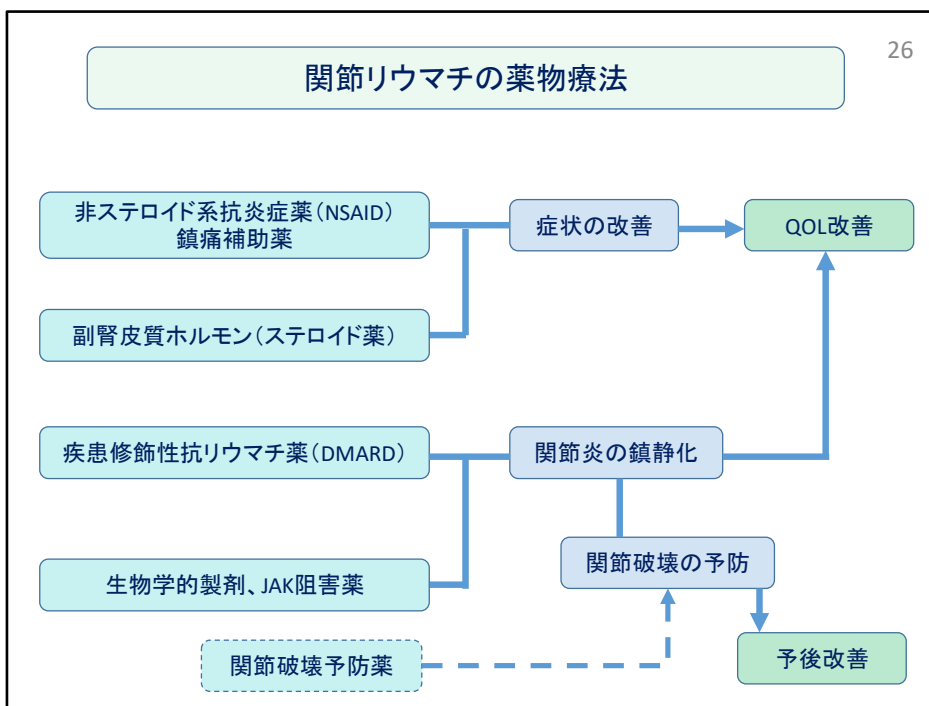 26
関節リウマチの薬物療法
非ステロイド系抗炎症薬（NSAID）
鎮痛補助薬
症状の改善
QOL改善
副腎皮質ホルモン（ステロイド薬）
疾患修飾性抗リウマチ薬（DMARD）
関節炎の鎮静化
生物学的製剤、JAK阻害薬
関節破壊の予防
関節破壊予防薬
予後改善